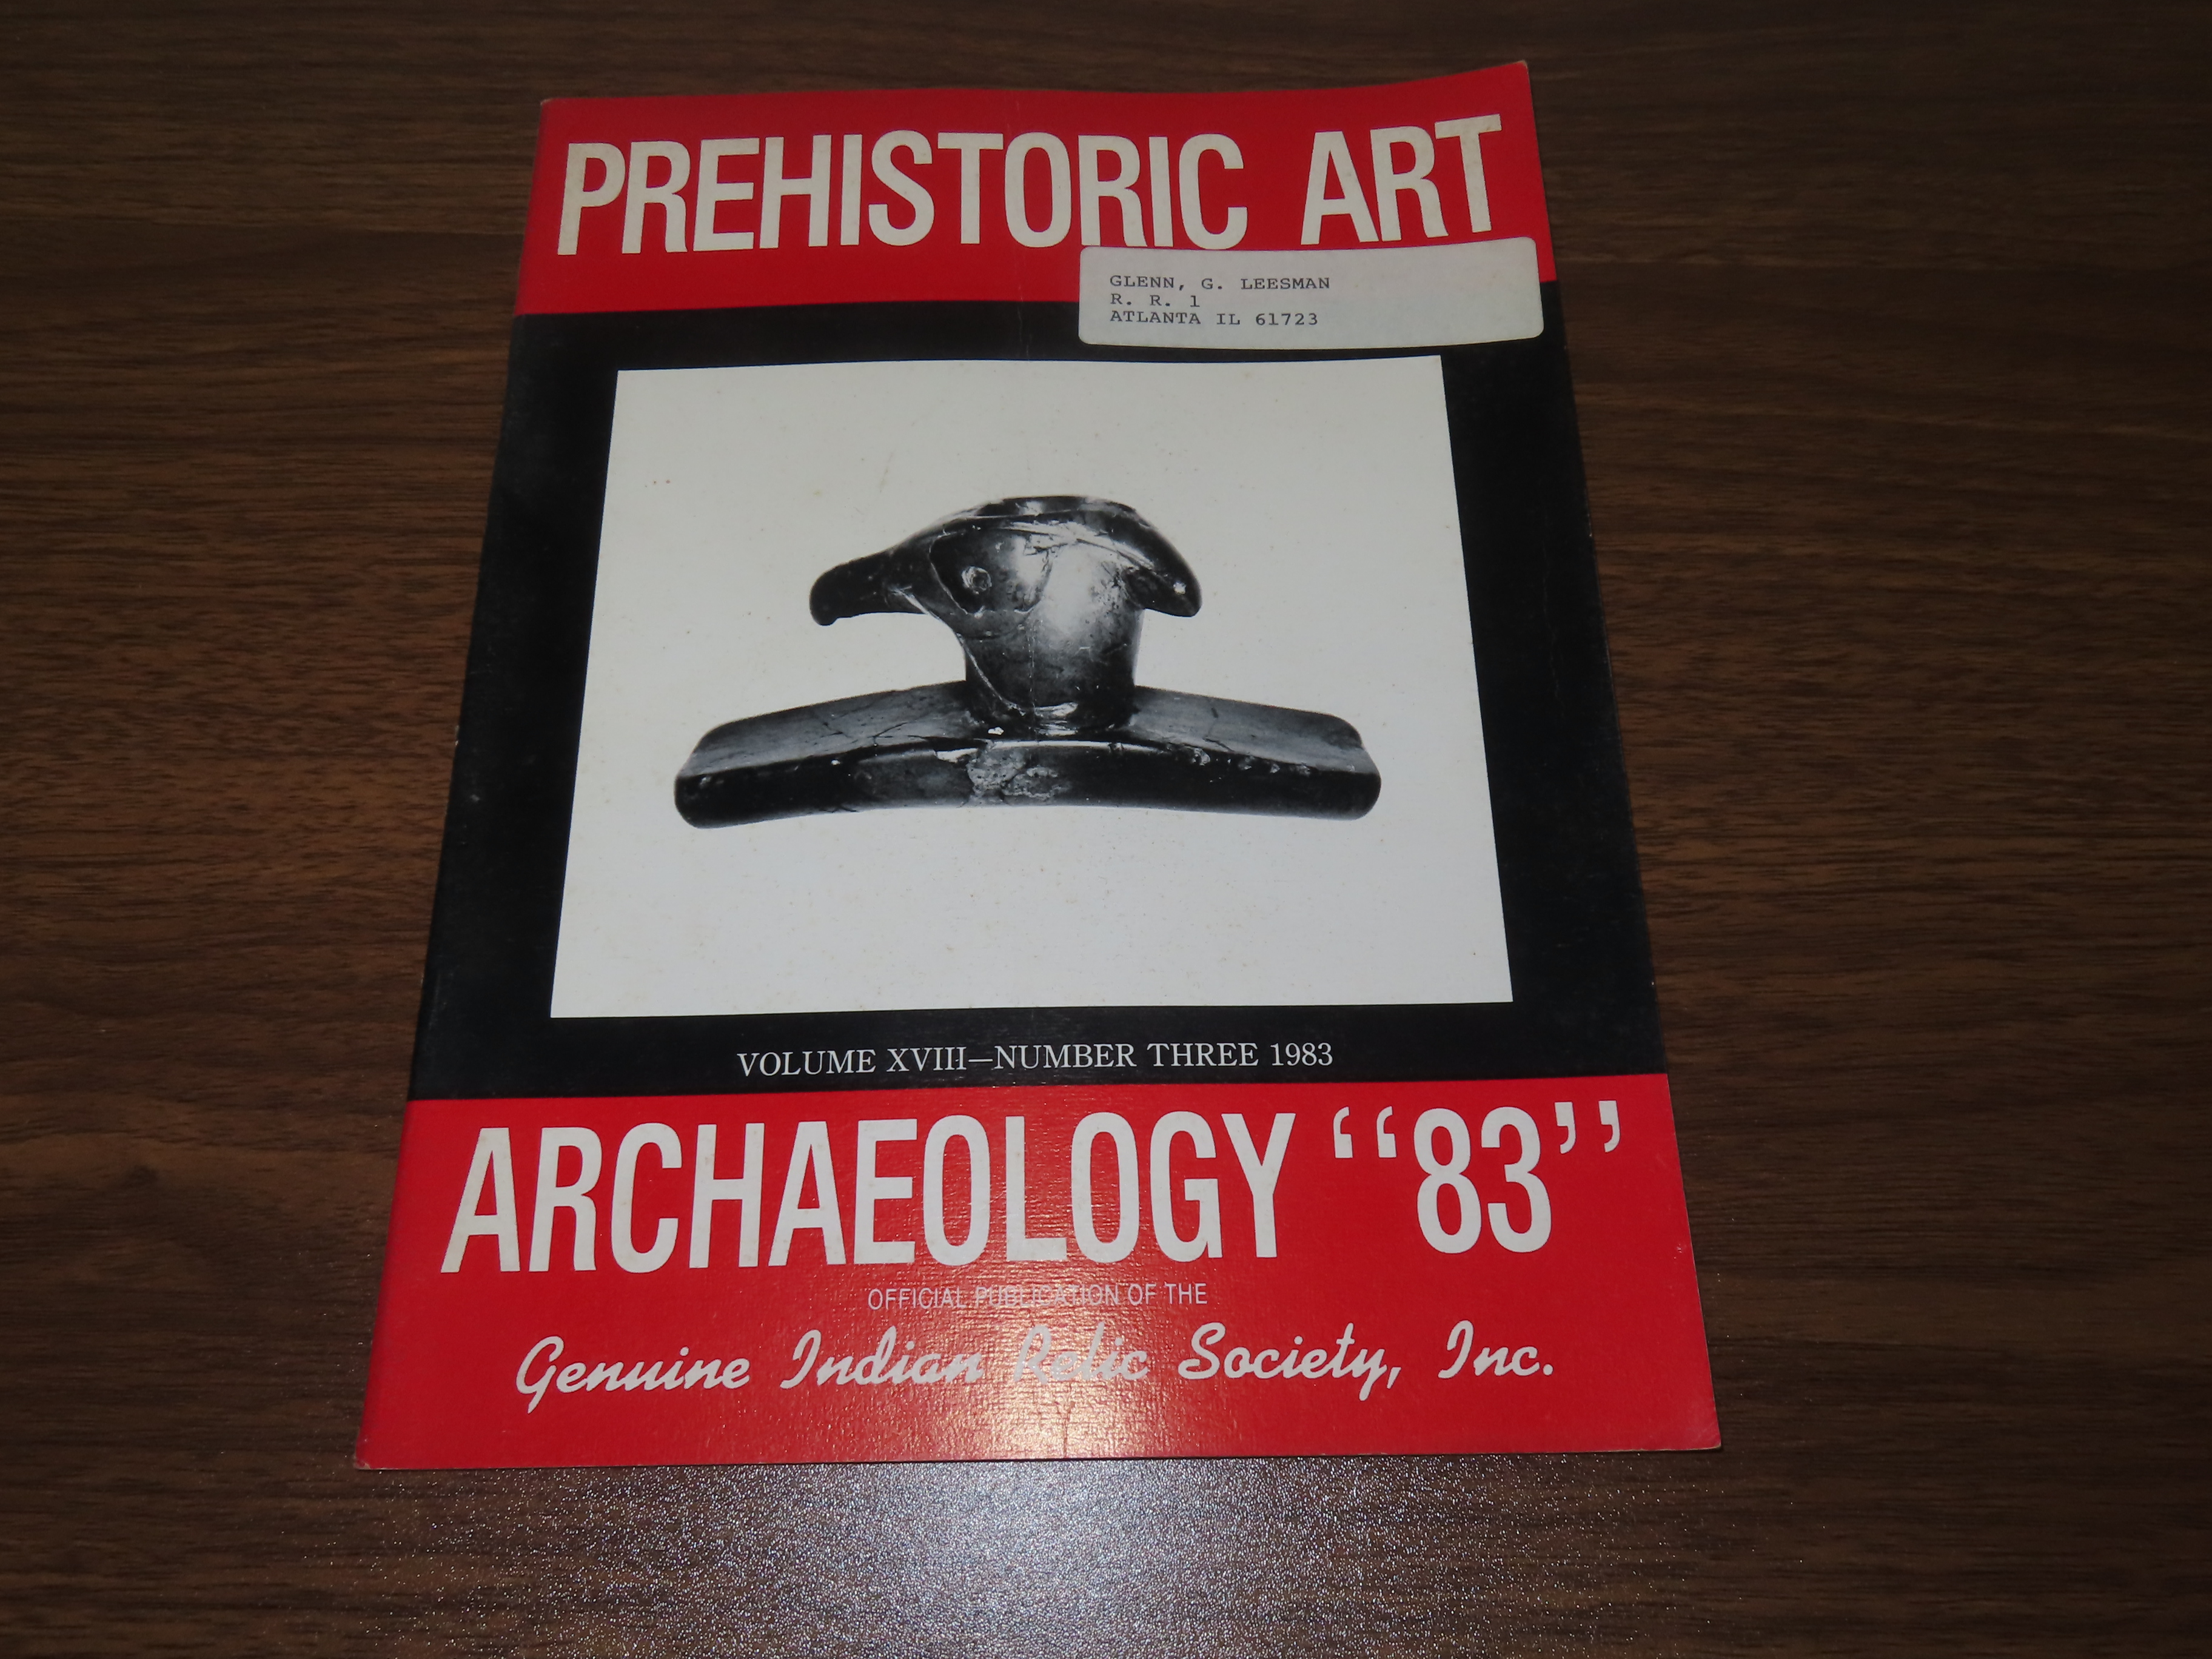 PREHISTORIC ART
GLENN, G. LEESMAN
R. R. 1
ATLANTA IL 61723
VOLUME XVIII—NUMBER THREE 1983
ARCHAEOLOGY “83”
OFFICIAL PUBLICATION OF THE
Genuine Indian Relic Society, Inc.